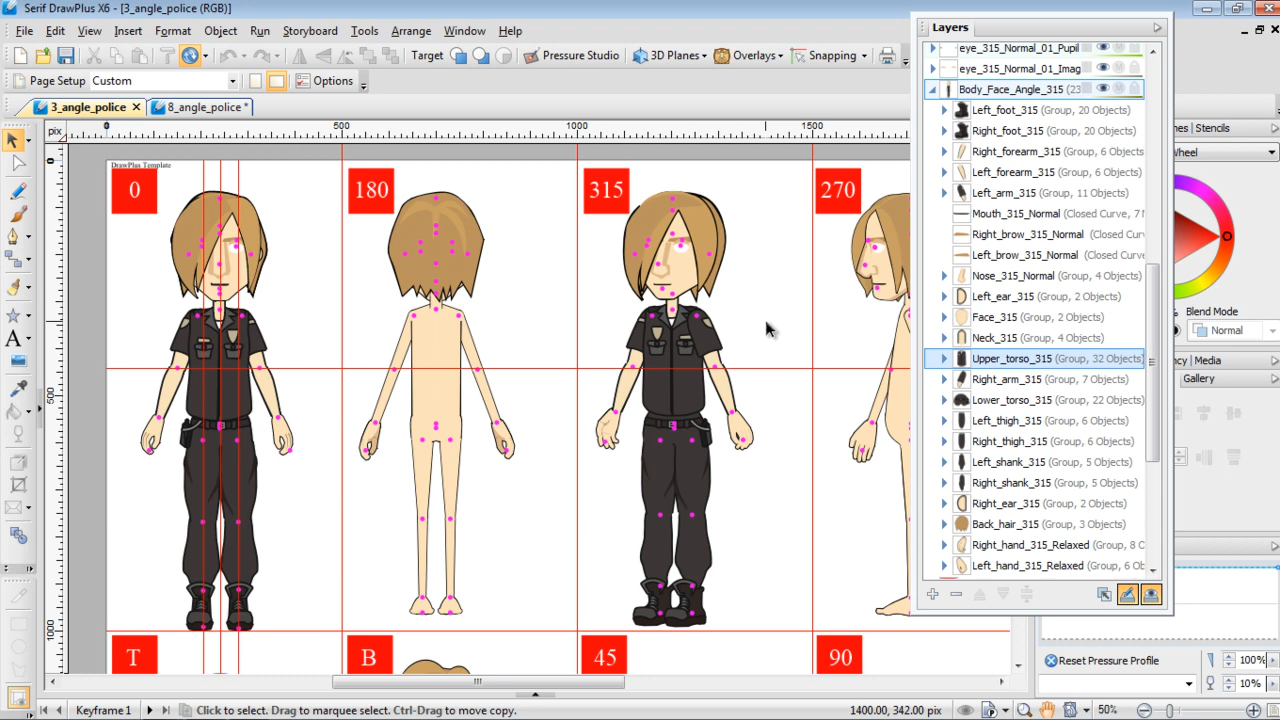 Serif DrawPlus X6 - [3_angle_police (RGB)]
File Edit View Insert Format Object Run Storyboard Tools Arrange Window Help
Target Pressure Studio 3D Planes Overlays Snapping
Page Setup Custom Options
3_angle_police 8_angle_police *
pix 0 500 1000 1500
DrawPlus Template
0 180 315 270
500
1000
T B 45 90
Layers
eye_315_Normal_01_Pupil
eye_315_Normal_01_Imag
Body_Face_Angle_315 (23
Left_foot_315 (Group, 20 Objects)
Right_foot_315 (Group, 20 Objects)
Right_forearm_315 (Group, 6 Objects
Left_forearm_315 (Group, 7 Objects)
Left_arm_315 (Group, 11 Objects)
Mouth_315_Normal (Closed Curve, 7
Right_brow_315_Normal (Closed Curv
Left_brow_315_Normal (Closed Curve
Nose_315_Normal (Group, 4 Objects)
Left_ear_315 (Group, 2 Objects)
Face_315 (Group, 2 Objects)
Neck_315 (Group, 4 Objects)
Upper_torso_315 (Group, 32 Objects)
Right_arm_315 (Group, 7 Objects)
Lower_torso_315 (Group, 22 Objects)
Left_thigh_315 (Group, 6 Objects)
Right_thigh_315 (Group, 6 Objects)
Left_shank_315 (Group, 5 Objects)
Right_shank_315 (Group, 5 Objects)
Right_ear_315 (Group, 2 Objects)
Back_hair_315 (Group, 3 Objects)
Right_hand_315_Relaxed (Group, 8 O
Left_hand_315_Relaxed (Group, 6 Ob
Stencils
Wheel
Blend Mode
Normal
Media
Gallery
Reset Pressure Profile 100%
10%
Keyframe 1 Click to select. Drag to marquee select. Ctrl-Drag to move copy. 1400.00, 342.00 pix 50%